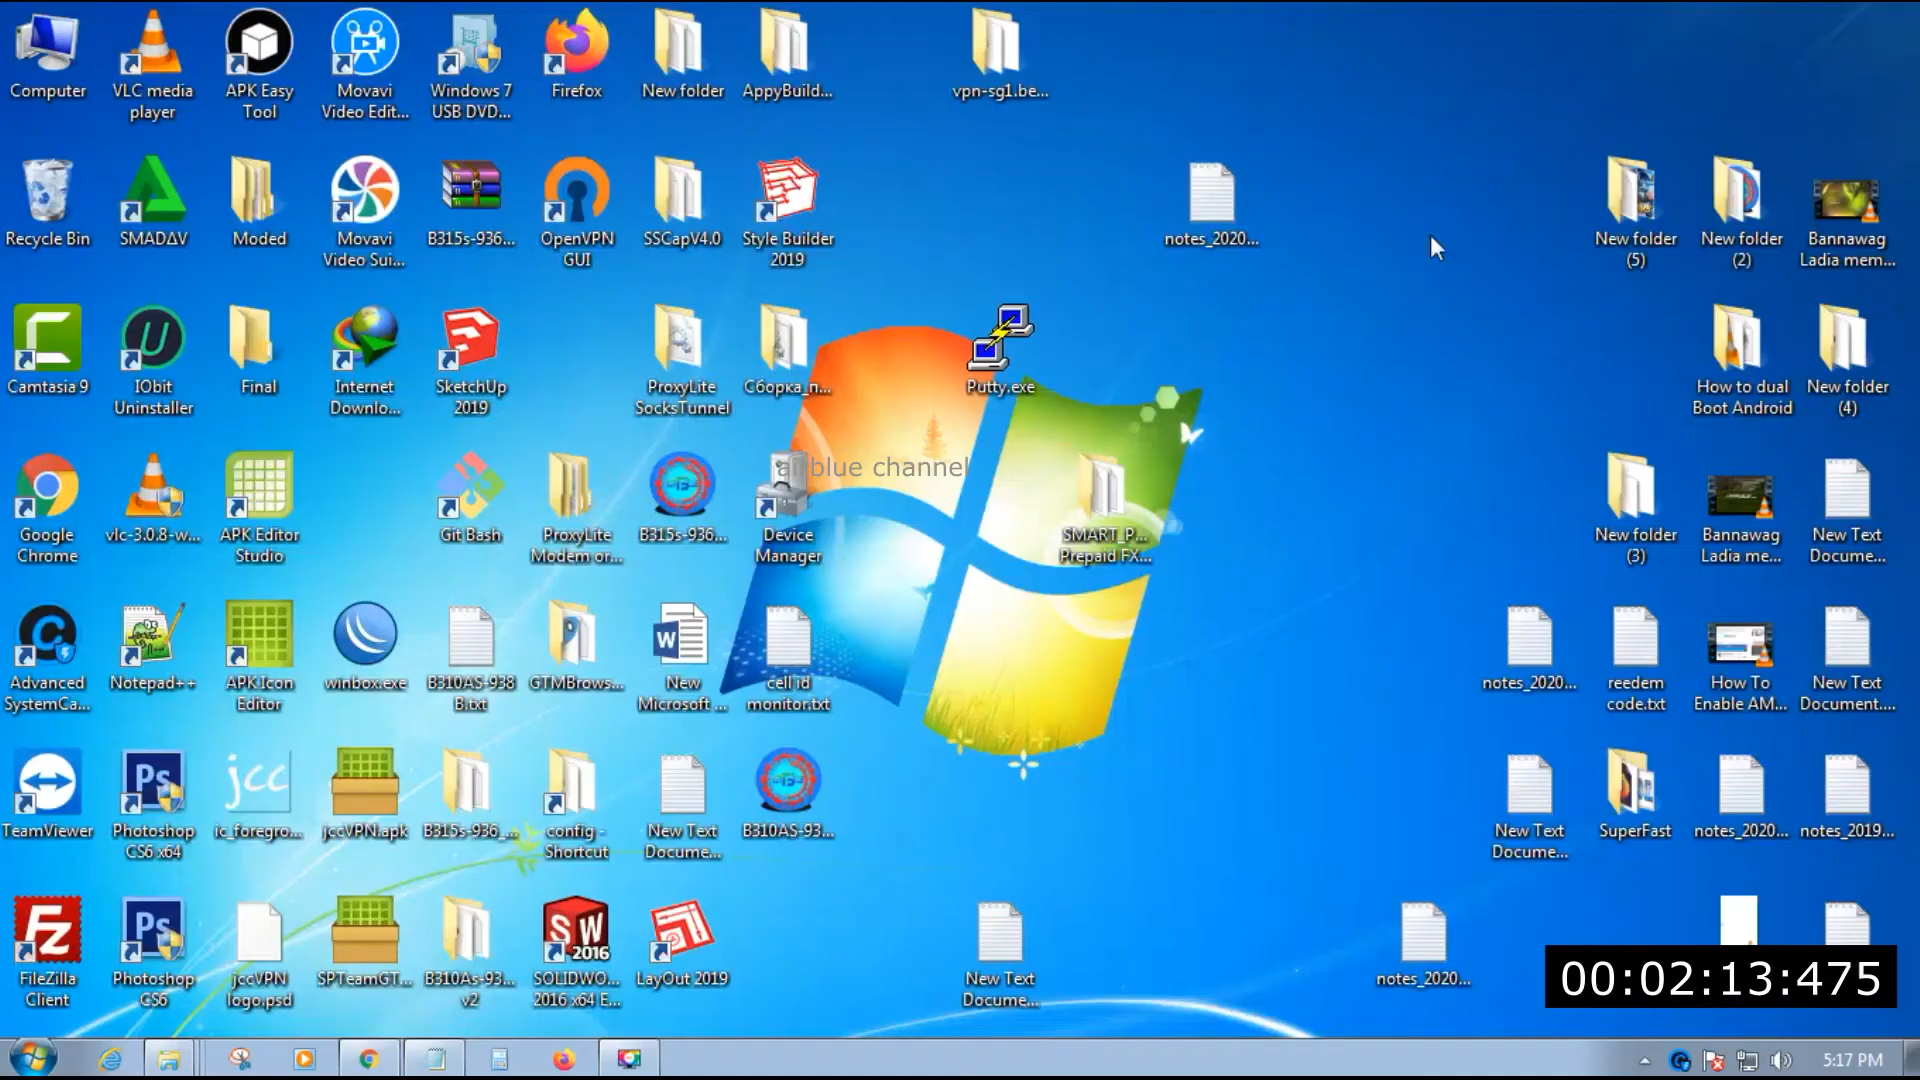 Computer
VLC media
player
APK Easy
Tool
Movavi
Video Edit...
Windows 7
USB DVD...
Firefox
New folder
AppyBuild...
vpn-sg1.be...
Recycle Bin
SMADΔV
Moded
Movavi
Video Sui...
B315s-936...
OpenVPN
GUI
SSCapV4.0
Style Builder
2019
notes_2020...
New folder
(5)
New folder
(2)
Bannawag
Ladia mem...
Camtasia 9
IObit
Uninstaller
Final
Internet
Downlo...
SketchUp
2019
ProxyLite
SocksTunnel
Сборка_п...
Putty.exe
How to dual
Boot Android
New folder
(4)
blue channel
Google
Chrome
vlc-3.0.8-w...
APK Editor
Studio
Git Bash
ProxyLite
Modem or...
B315s-936...
Device
Manager
SMART_P...
Prepaid FX...
New folder
(3)
Bannawag
Ladia me...
New Text
Docume...
Advanced
SystemCa...
Notepad++
APK Icon
Editor
winbox.exe
B310AS-938
B.txt
GTMBrows...
W
New
Microsoft ...
cell id
monitor.txt
notes_2020...
reedem
code.txt
How To
Enable AM...
New Text
Document....
TeamViewer
Ps
Photoshop
CS6 x64
jcc
ic_foregro...
jccVPN.apk
B315s-936_...
config -
Shortcut
New Text
Docume...
B310AS-93...
New Text
Docume...
SuperFast
notes_2020...
notes_2019...
Fz
FileZilla
Client
Ps
Photoshop
CS6
jccVPN
logo.psd
SPTeamGT...
B310As-93...
v2
SW
2016
SOLIDWO...
2016 x64 E...
LayOut 2019
New Text
Docume...
notes_2020...
00:02:13:475
5:17 PM